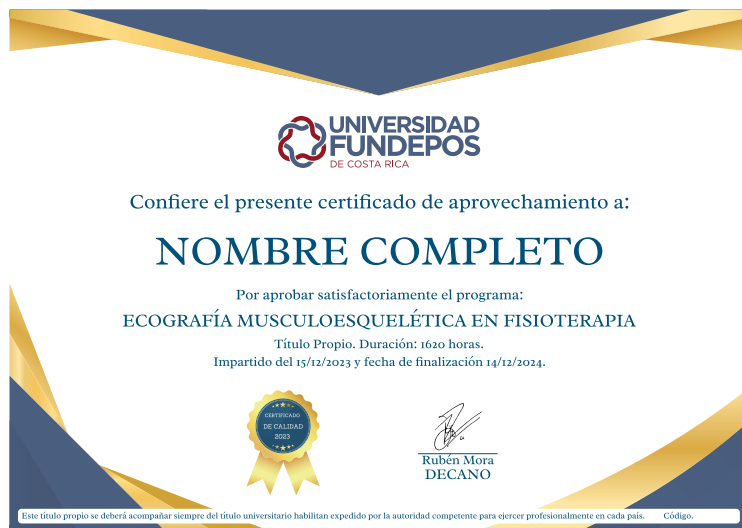 UNIVERSIDAD
FUNDEPOS
DE COSTA RICA
Confiere el presente certificado de aprovechamiento a:
NOMBRE COMPLETO
Por aprobar satisfactoriamente el programa:
ECOGRAFÍA MUSCULOESQUELÉTICA EN FISIOTERAPIA
Título Propio. Duración: 1620 horas.
Impartido del 15/12/2023 y fecha de finalización 14/12/2024.
CERTIFICADO
DE CALIDAD
2023
Rubén Mora
DECANO
Este título propio se deberá acompañar siempre del título universitario habilitan expedido por la autoridad competente para ejercer profesionalmente en cada país. Código.